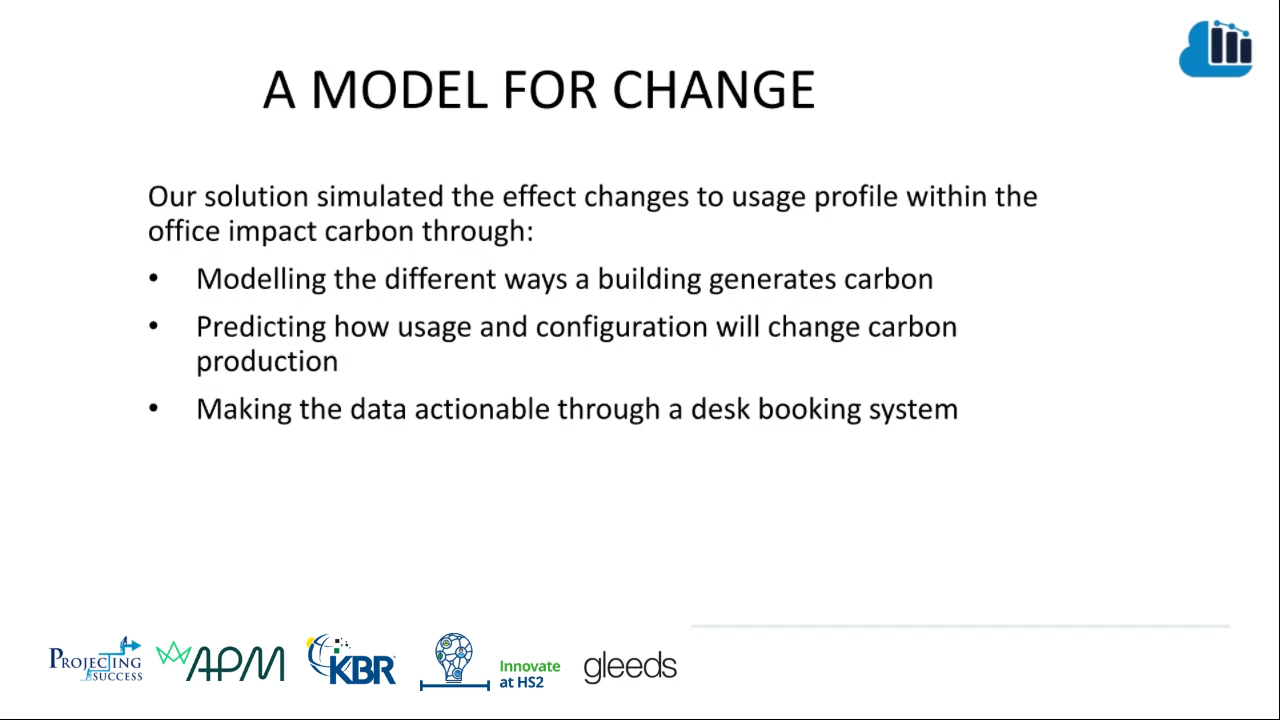 A MODEL FOR CHANGE
Our solution simulated the effect changes to usage profile within the
office impact carbon through:
• Modelling the different ways a building generates carbon
• Predicting how usage and configuration will change carbon
production
• Making the data actionable through a desk booking system
PROJECTING
SUCCESS
APM
KBR
Innovate
at HS2
gleeds